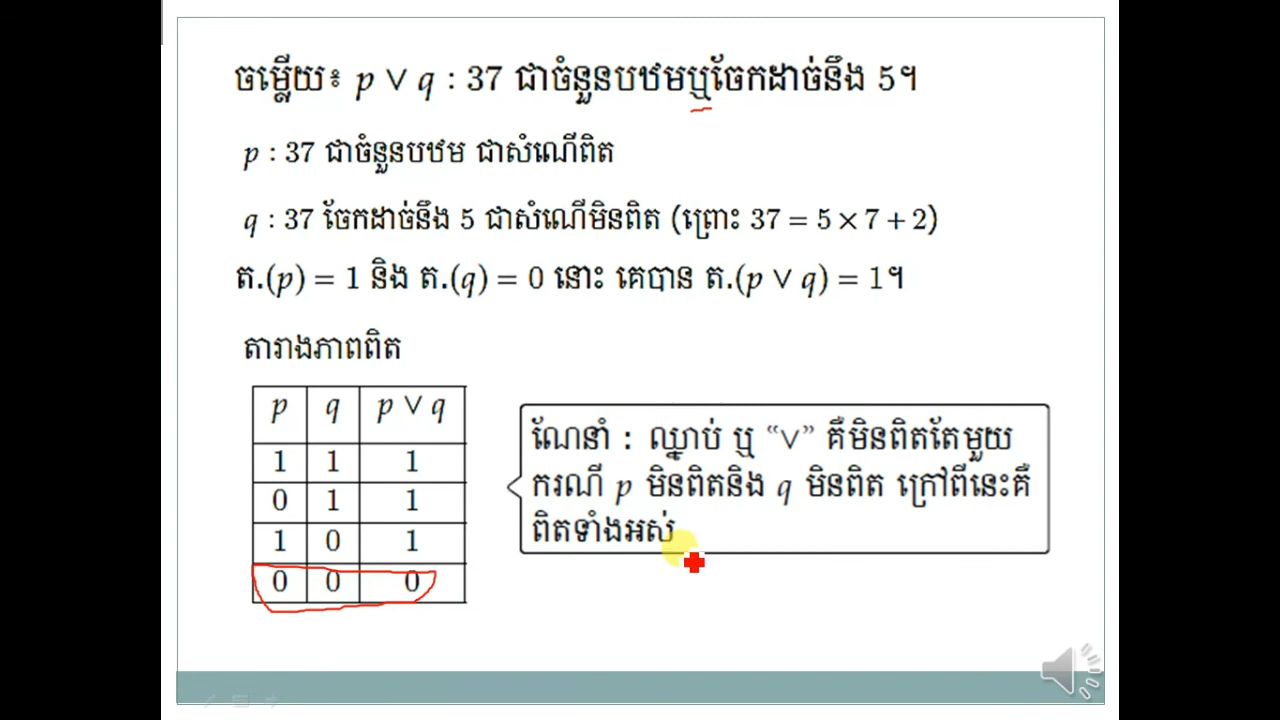 ចម្លើយ៖ p ∨ q : 37 ជាចំនួនបឋមឬចែកដាច់នឹង 5។
p : 37 ជាចំនួនបឋម ជាសំណើពិត
q : 37 ចែកដាច់នឹង 5 ជាសំណើមិនពិត (ព្រោះ 37 = 5 × 7 + 2)
ត.(p) = 1 និង ត.(q) = 0 នោះ គេបាន ត.(p ∨ q) = 1។
តារាងភាពពិត
p q p ∨ q
1 1 1
0 1 1
1 0 1
0 0 0
ណែនាំ : ឈ្នាប់ ឬ “∨” គឺមិនពិតតែមួយ
ករណី p មិនពិតនិង q មិនពិត ក្រៅពីនេះគឺ
ពិតទាំងអស់